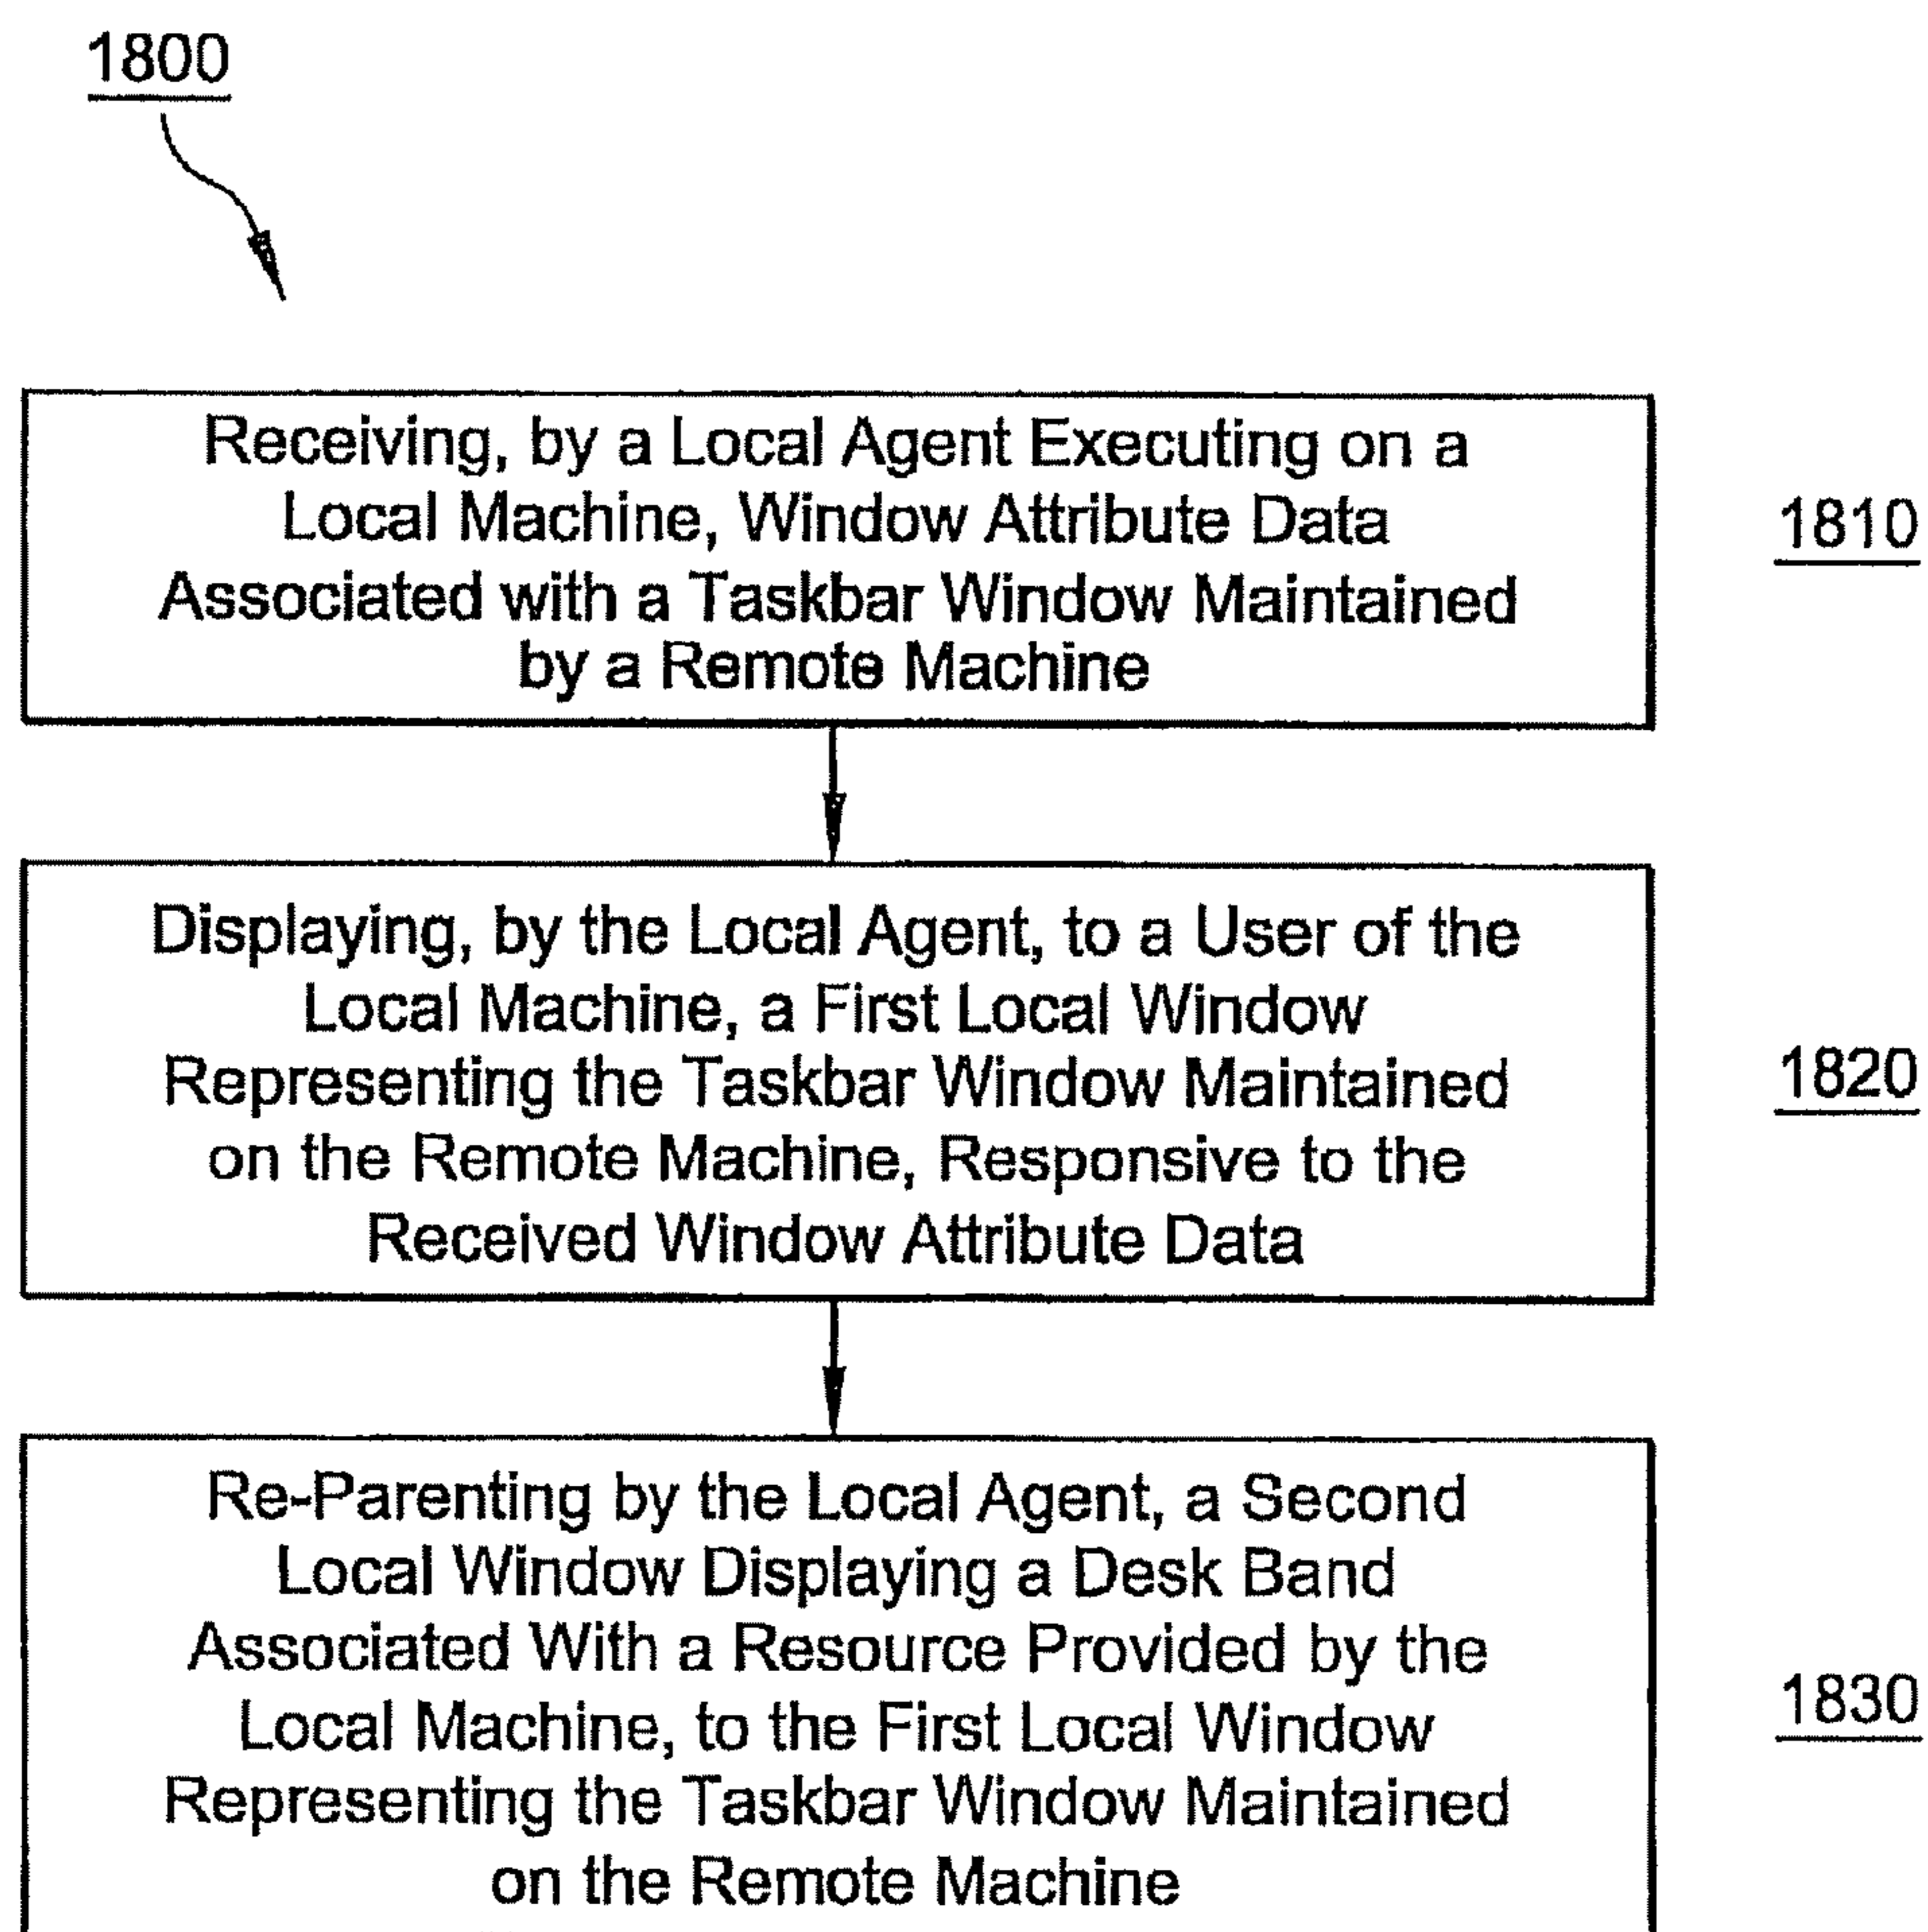 1800
Receiving, by a Local Agent Executing on a
Local Machine, Window Attribute Data
Associated with a Taskbar Window Maintained
by a Remote Machine
1810
Displaying, by the Local Agent, to a User of the
Local Machine, a First Local Window
Representing the Taskbar Window Maintained
on the Remote Machine, Responsive to the
Received Window Attribute Data
1820
Re-Parenting by the Local Agent, a Second
Local Window Displaying a Desk Band
Associated With a Resource Provided by the
Local Machine, to the First Local Window
Representing the Taskbar Window Maintained
on the Remote Machine
1830